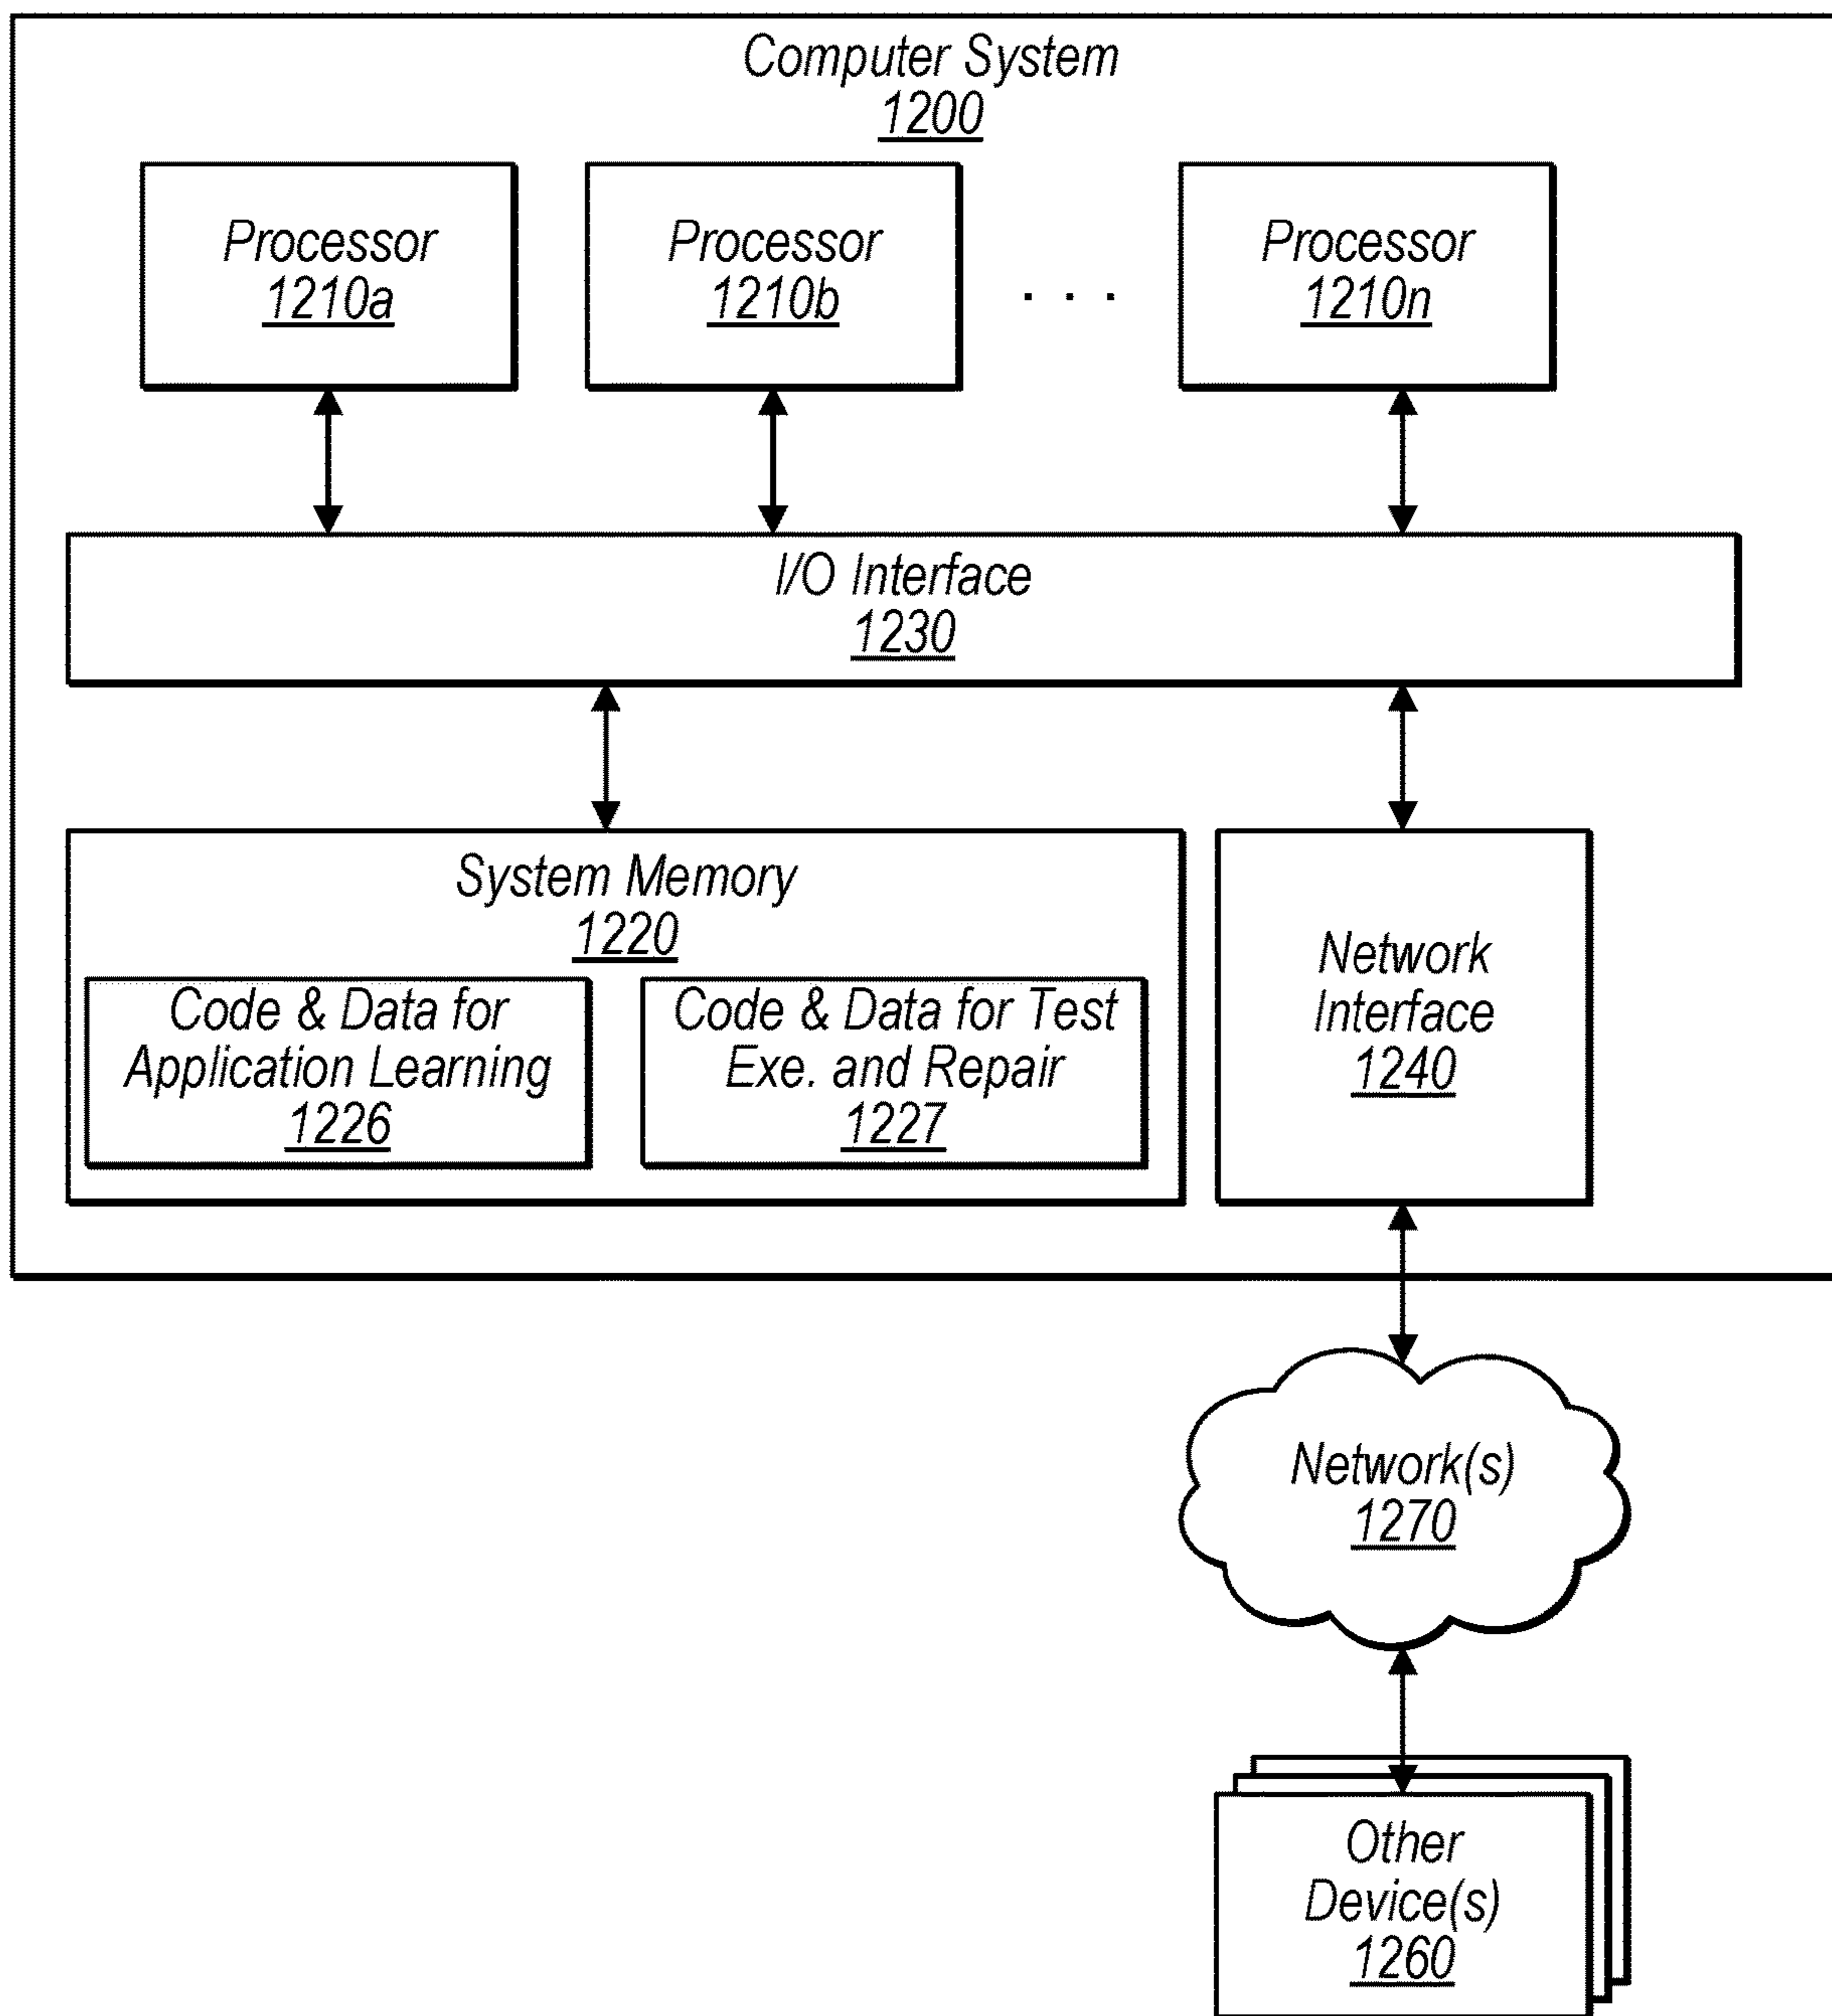 Computer System
1200
Processor
1210a
Processor
1210b
. . .
Processor
1210n
I/O Interface
1230
System Memory
1220
Code & Data for
Application Learning
1226
Code & Data for Test
Exe. and Repair
1227
Network
Interface
1240
Network(s)
1270
Other
Device(s)
1260